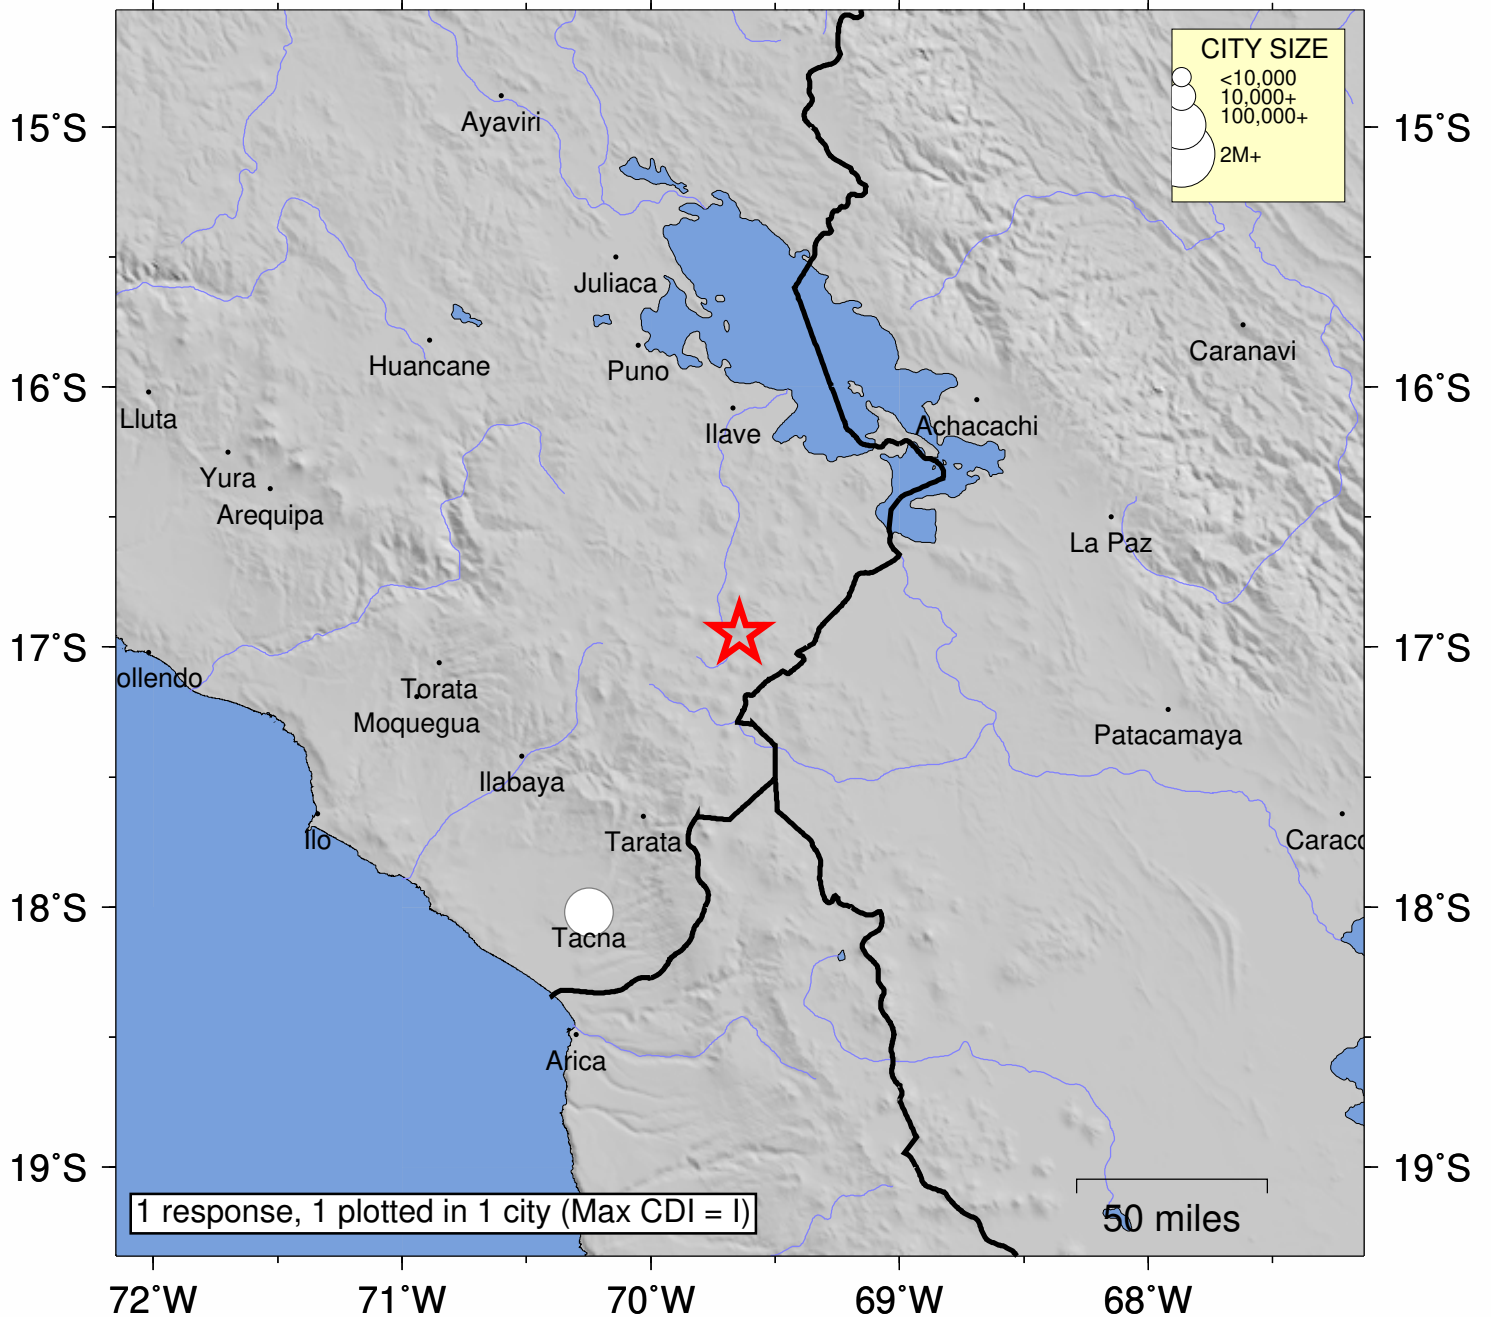 CITY SIZE
<10,000
10,000+
100,000+
2M+
Ayaviri
15°S
15°S
Juliaca
Huancane
Puno
Caranavi
16°S
16°S
Lluta
Ilave
Achacachi
Yura
Arequipa
La Paz
17°S
17°S
ollendo
Torata
Moquegua
Patacamaya
Ilabaya
Ilo
Tarata
Caraco
18°S
18°S
Tacna
Arica
19°S
19°S
1 response, 1 plotted in 1 city (Max CDI = I)
50 miles
72°W
71°W
70°W
69°W
68°W